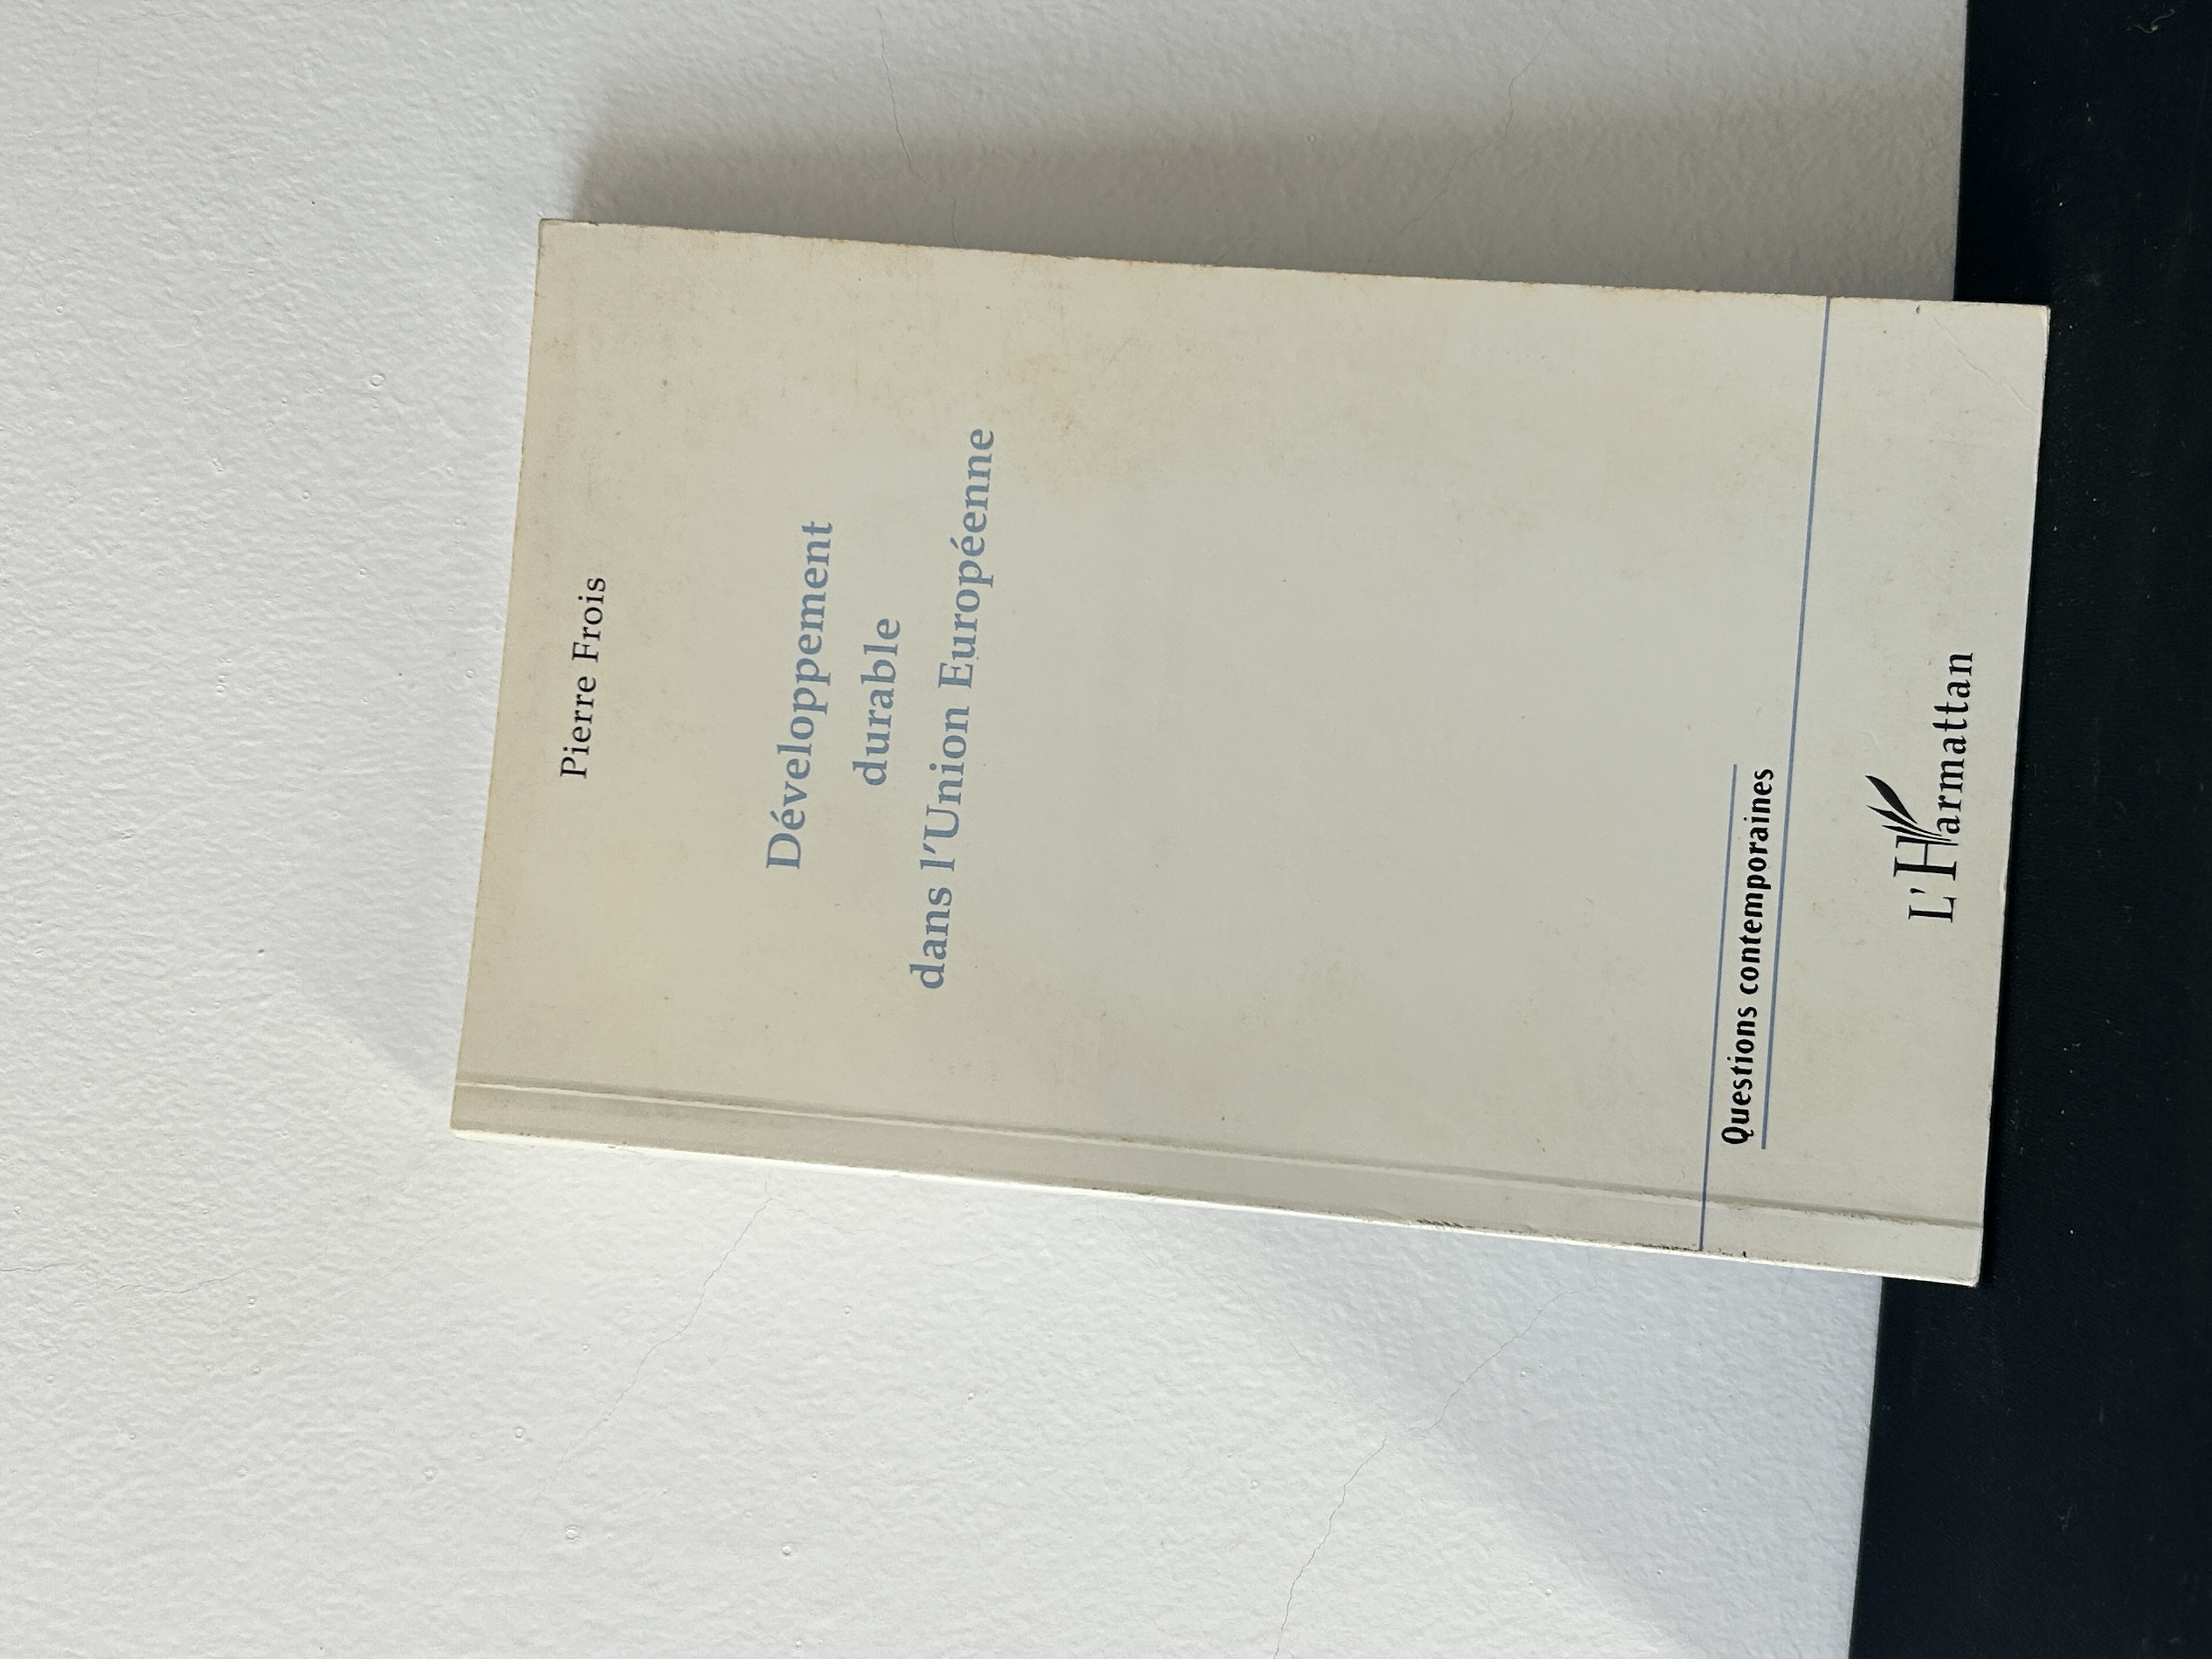 Pierre Frois
Développement
durable
dans l'Union Européenne
Questions contemporaines
L'Harmattan